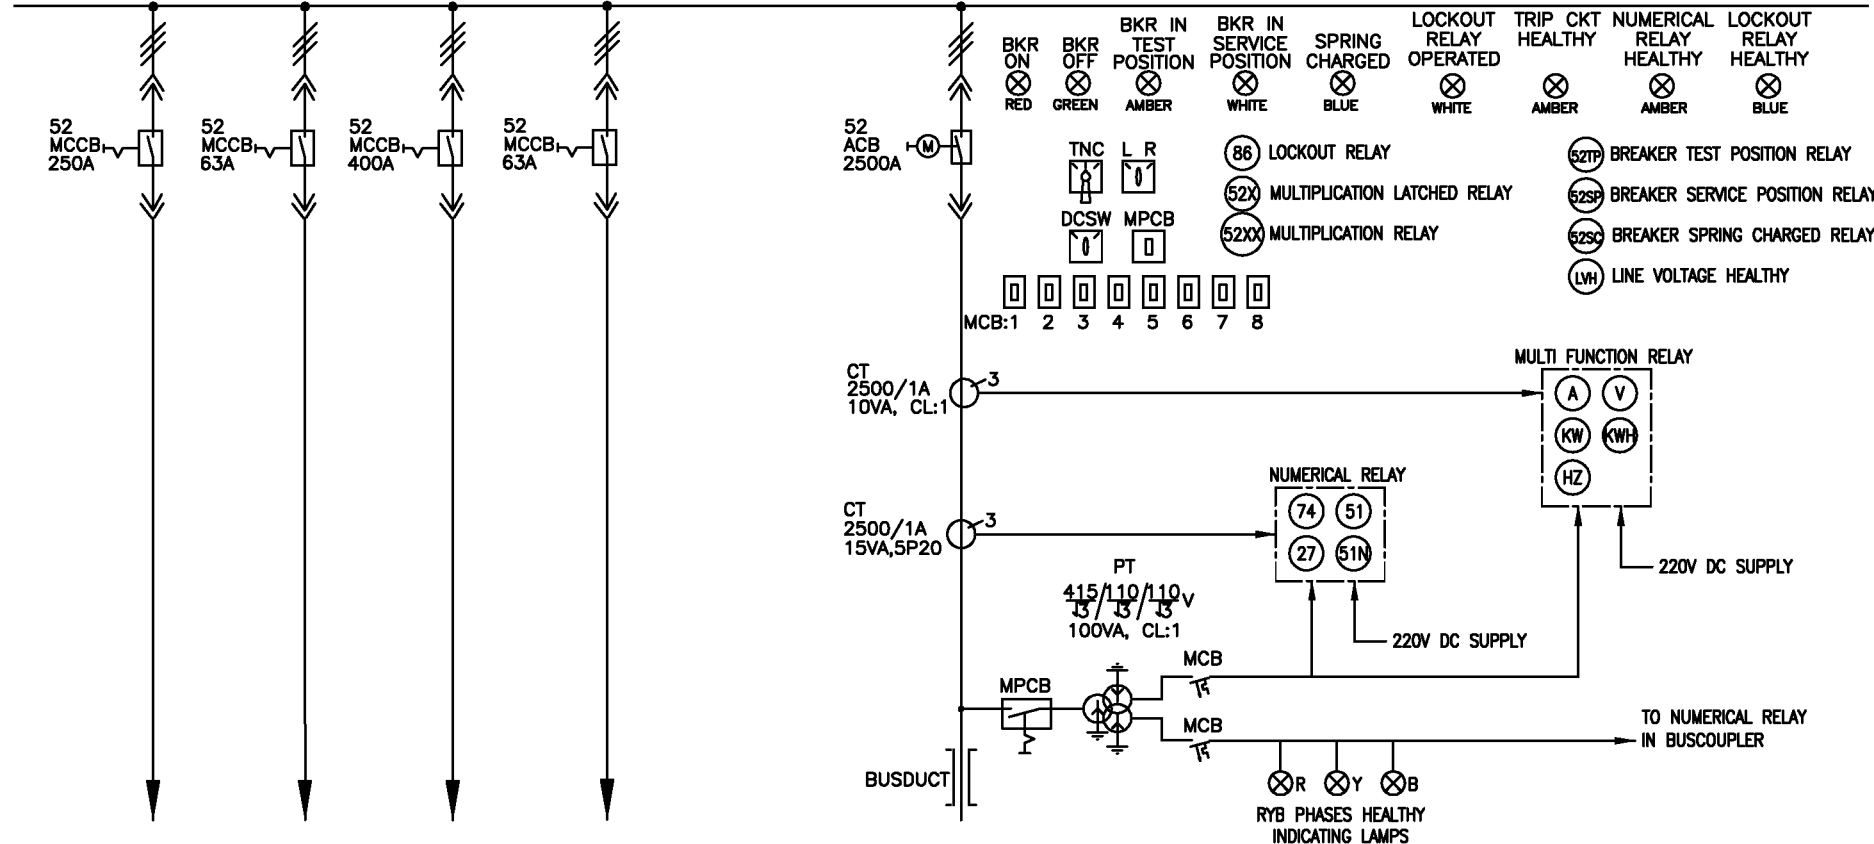 BKR
ON
RED
BKR
OFF
GREEN
BKR IN
TEST
POSITION
AMBER
BKR IN
SERVICE
POSITION
WHITE
SPRING
CHARGED
BLUE
LOCKOUT
RELAY
OPERATED
WHITE
TRIP CKT
HEALTHY
AMBER
NUMERICAL
RELAY
HEALTHY
AMBER
LOCKOUT
RELAY
HEALTHY
BLUE
52
MCCB
250A
52
MCCB
63A
52
MCCB
400A
52
MCCB
63A
52
ACB
2500A
M
TNC
L R
DCSW
MPCB
86 LOCKOUT RELAY
52X MULTIPLICATION LATCHED RELAY
52XX MULTIPLICATION RELAY
52TP BREAKER TEST POSITION RELAY
52SP BREAKER SERVICE POSITION RELAY
52SC BREAKER SPRING CHARGED RELAY
LVH LINE VOLTAGE HEALTHY
MCB:1 2 3 4 5 6 7 8
CT
2500/1A
10VA, CL:1
3
MULTI FUNCTION RELAY
A V
KW KWH
HZ
220V DC SUPPLY
CT
2500/1A
15VA,5P20
3
NUMERICAL RELAY
74 51
27 51N
220V DC SUPPLY
PT
415/√3/110/√3/110/√3 V
100VA, CL:1
MPCB
MCB
MCB
TO NUMERICAL RELAY
IN BUSCOUPLER
BUSDUCT
R Y B
RYB PHASES HEALTHY
INDICATING LAMPS